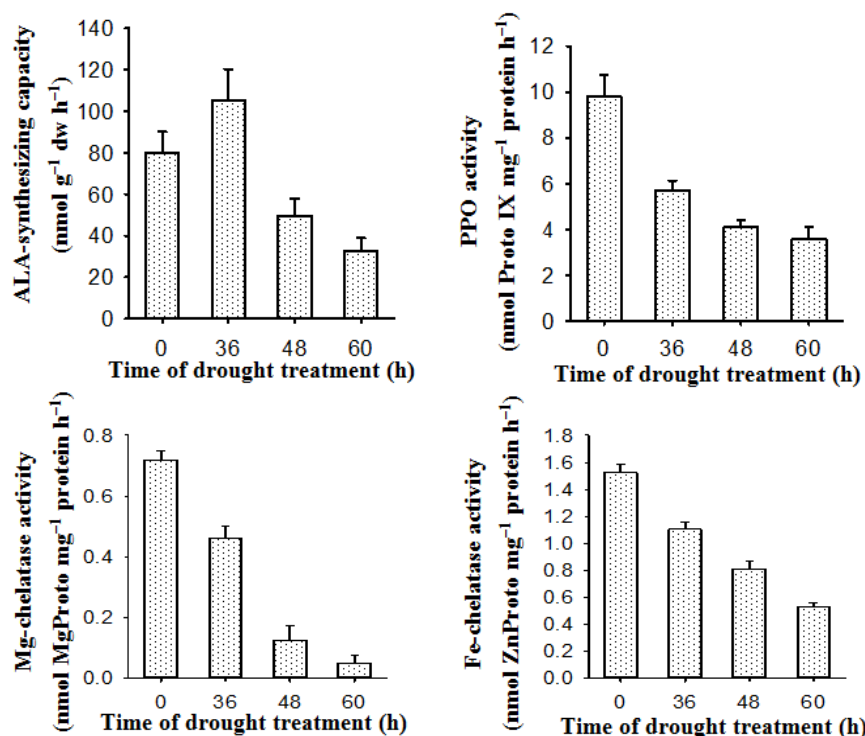 ALA-synthesizing capacity
(nmol g⁻¹ dw h⁻¹)
140
120
100
80
60
40
20
0
0 36 48 60
Time of drought treatment (h)
PPO activity
(nmol Proto IX mg⁻¹ protein h⁻¹)
12
10
8
6
4
2
0
0 36 48 60
Time of drought treatment (h)
Mg-chelatase activity
(nmol MgProto mg⁻¹ protein h⁻¹)
0.8
0.6
0.4
0.2
0.0
0 36 48 60
Time of drought treatment (h)
Fe-chelatase activity
(nmol ZnProto mg⁻¹ protein h⁻¹)
1.8
1.6
1.4
1.2
1.0
0.8
0.6
0.4
0.2
0.0
0 36 48 60
Time of drought treatment (h)